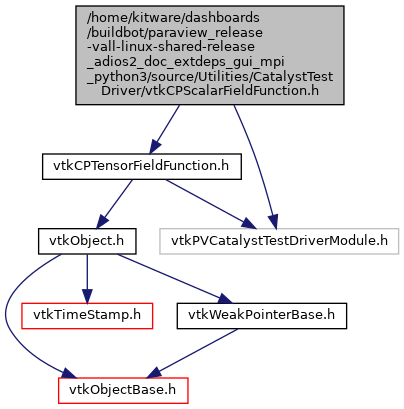 /home/kitware/dashboards
/buildbot/paraview_release
-vall-linux-shared-release
_adios2_doc_extdeps_gui_mpi
_python3/source/Utilities/CatalystTest
Driver/vtkCPScalarFieldFunction.h
vtkCPTensorFieldFunction.h
vtkObject.h
vtkPVCatalystTestDriverModule.h
vtkTimeStamp.h
vtkWeakPointerBase.h
vtkObjectBase.h